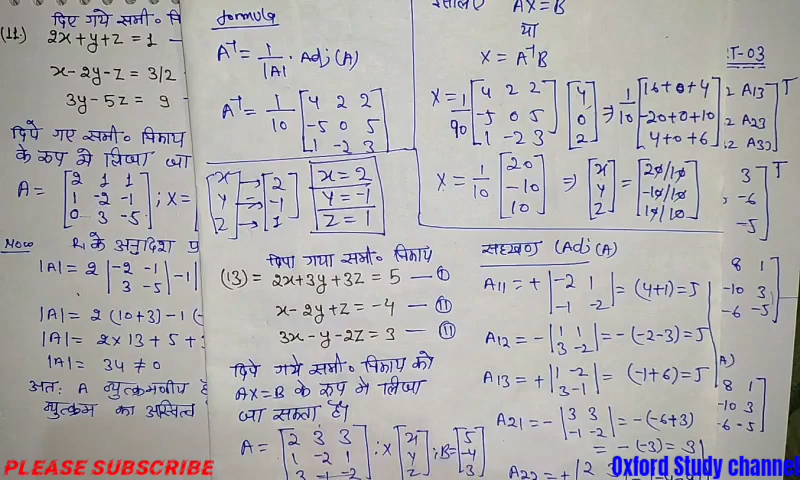 दिए गये समी० नि
(11.) 2x+y+z=1
x-2y-z=3/2
3y-5z=9
दिये गए समी० निकाय
के रूप में लिखा जा
A = [2 1 1
1 -2 -1
0 3 -5] ; X =
Now R₁ के अनुदिश प्र
|A| = 2 |-2 -1
3 -5| -1
|A| = 2 (10+3) -1 (-
|A| = 2 x 13 + 5 + 3
|A| = 34 ≠ 0
अतः A व्युत्क्रमणीय है
व्युत्क्रम का अस्तित्व
formula
A⁻¹ = 1/|A| . Adj (A)
A⁻¹ = 1/10 [4 2 2
-5 0 5
1 -2 3]
[x → [2
y → -1
z] → 1]
x = 2
y = -1
z = 1
AX=B
या
X = A⁻¹B
X = 1/90 [4 2 2
-5 0 5
1 -2 3] [4
0
2] ⇒ 1/10 [16+0+4
-20+0+10
4+0+6]
X = 1/10 [20
-10
10] ⇒ [x
y
z] = [20/10
-10/10
10/10]
दिया गया समी० निकाय
(13) = 2x+3y+3z = 5 — ①
x-2y+z = -4 — ⑪
3x-y-2z = 3 — ⑪
दिये गये समी० निकाय को
AX=B के रूप में लिखा
जा सकता है।
A = [2 3 3
1 -2 1
3 -1 -2] ; X [x
y
z] ; B = [5
-4
3]
सहखण्ड (Adj (A)
A11 = + |-2 1
-1 -2| = (4+1) = 5
A12 = - |1 1
3 -2| = -(-2-3) = 5
A13 = + |1 -2
3 -1| = (-1+6) = 5
A21 = - |3 3
-1 -2| = -(-6+3)
= -(-3) = 3
A22 = + |2 3
T-03
2 A13 T
2 A23
2 A33
3 T
-6
-5
8 1
-10 3
-6 -5
A)
8 1
-10 3
-6 -5
PLEASE SUBSCRIBE
Oxford Study channel